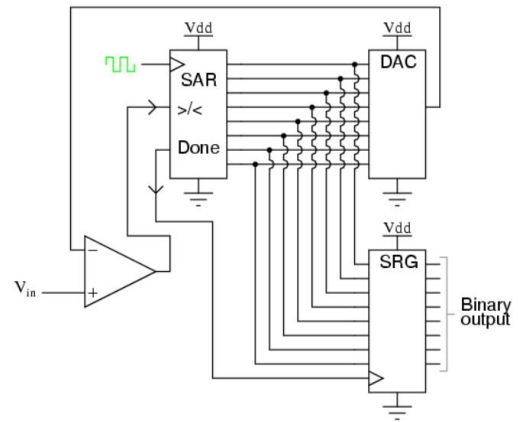 Vdd
Vdd
SAR
DAC
>/<
Done
Vdd
−
SRG
Vin
+
Binary
output